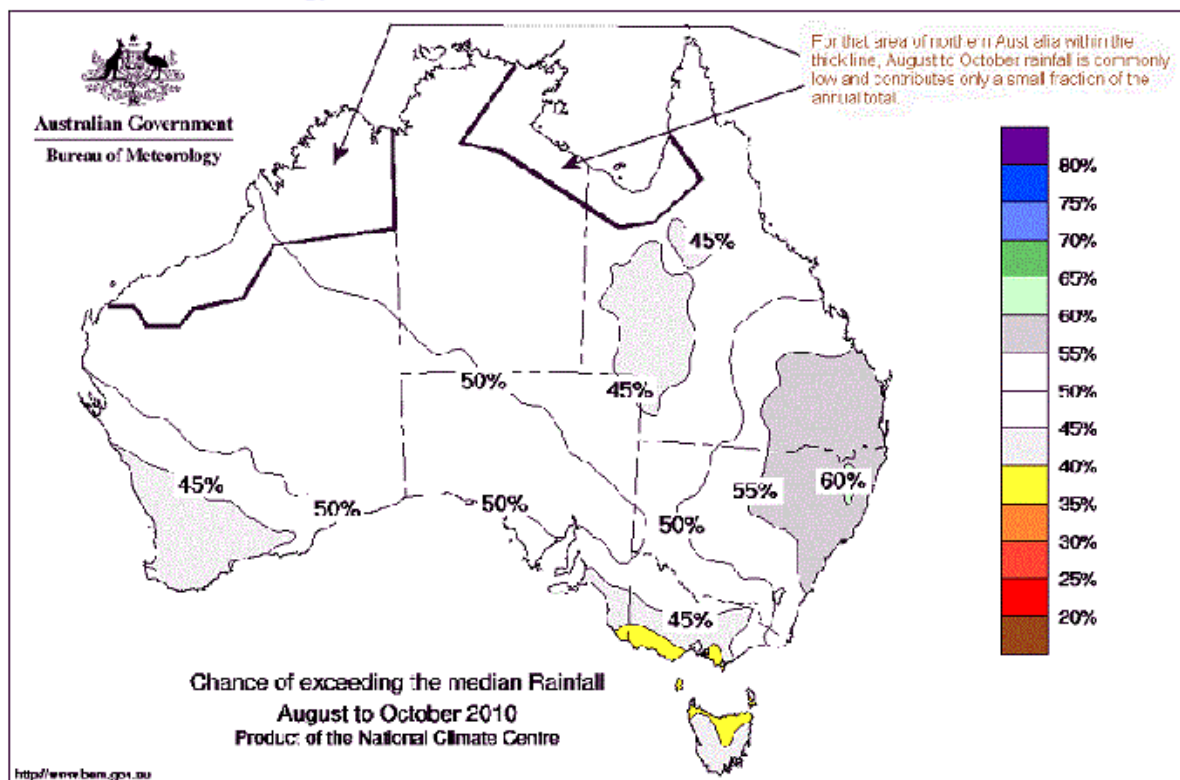 For that area of northern Australia within the
thick line, August to October rainfall is commonly
low and contributes only a small fraction of the
annual total.
Australian Government
Bureau of Meteorology
80%
75%
70%
65%
60%
55%
50%
45%
40%
35%
30%
25%
20%
45%
50%
45%
45%
50%
50%
55%
60%
50%
45%
Chance of exceeding the median Rainfall
August to October 2010
Product of the National Climate Centre
http://www.bom.gov.au